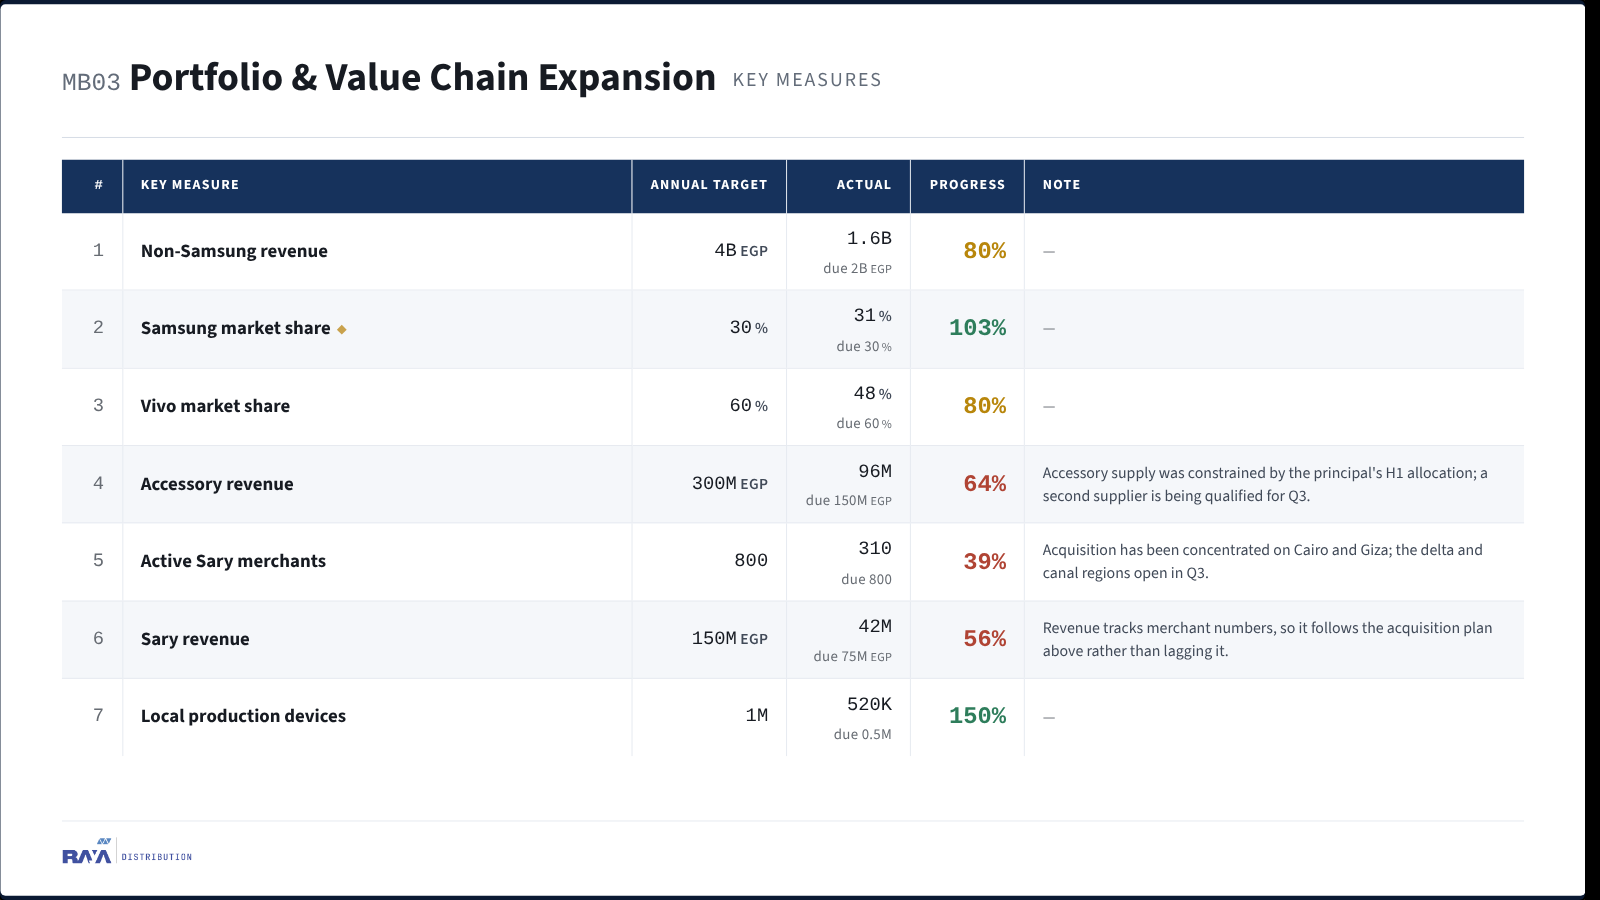 MB03 Portfolio & Value Chain Expansion KEY MEASURES
# KEY MEASURE ANNUAL TARGET ACTUAL PROGRESS NOTE
1 Non-Samsung revenue 4B EGP 1.6B due 2B EGP 80% —
2 Samsung market share ◆ 30 % 31 % due 30 % 103% —
3 Vivo market share 60 % 48 % due 60 % 80% —
4 Accessory revenue 300M EGP 96M due 150M EGP 64% Accessory supply was constrained by the principal's H1 allocation; a
second supplier is being qualified for Q3.
5 Active Sary merchants 800 310 due 800 39% Acquisition has been concentrated on Cairo and Giza; the delta and
canal regions open in Q3.
6 Sary revenue 150M EGP 42M due 75M EGP 56% Revenue tracks merchant numbers, so it follows the acquisition plan
above rather than lagging it.
7 Local production devices 1M 520K due 0.5M 150% —
RAYA DISTRIBUTION